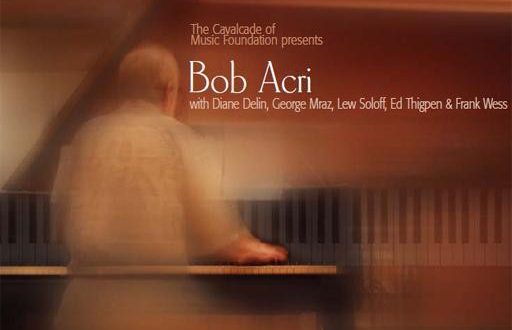 The Cavalcade of
Music Foundation presents
Bob Acri
with Diane Delin, George Mraz, Lew Soloff, Ed Thigpen & Frank Wess